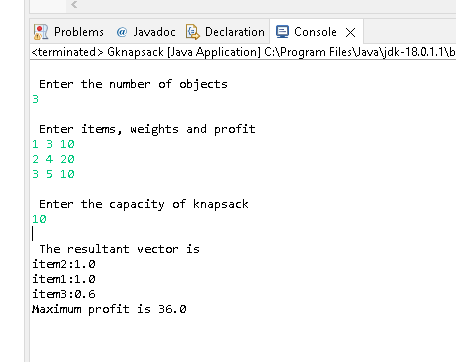 Problems @ Javadoc Declaration Console
<terminated> Gknapsack [Java Application] C:\Program Files\Java\jdk-18.0.1.1\b
Enter the number of objects
3
Enter items, weights and profit
1 3 10
2 4 20
3 5 10
Enter the capacity of knapsack
10
The resultant vector is
item2:1.0
item1:1.0
item3:0.6
Maximum profit is 36.0